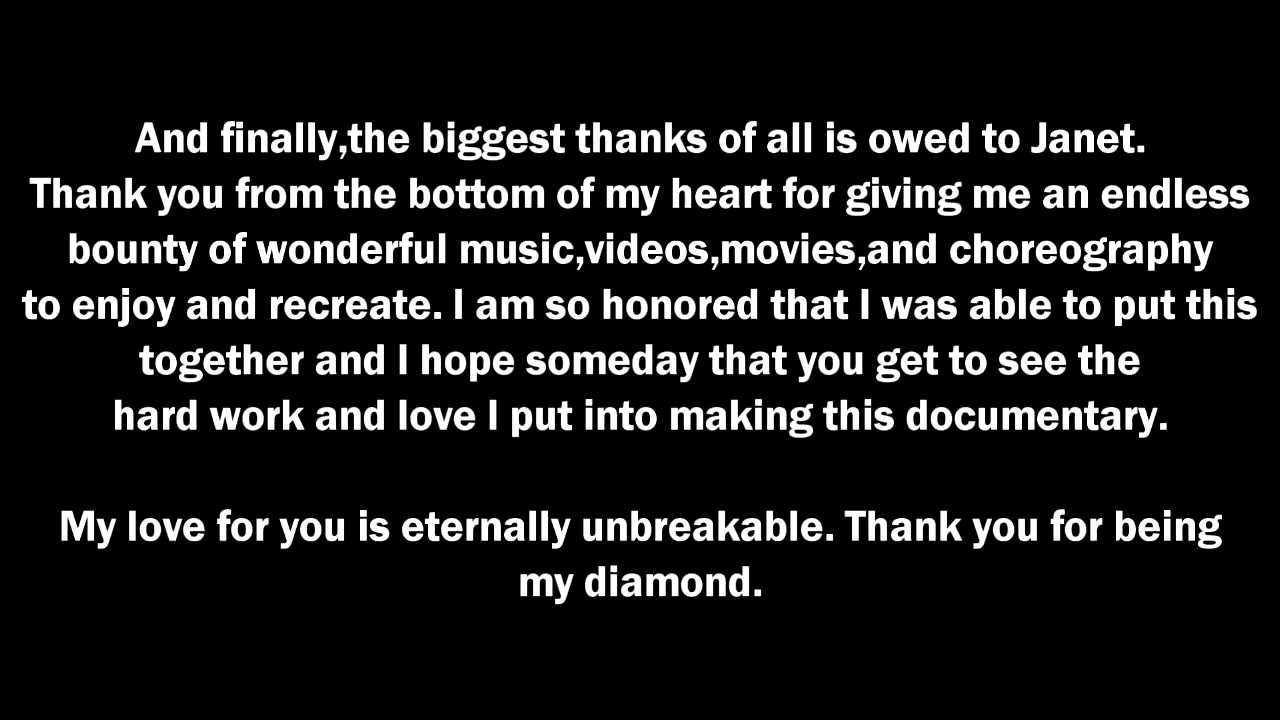 And finally,the biggest thanks of all is owed to Janet.
Thank you from the bottom of my heart for giving me an endless
bounty of wonderful music,videos,movies,and choreography
to enjoy and recreate. I am so honored that I was able to put this
together and I hope someday that you get to see the
hard work and love I put into making this documentary.
My love for you is eternally unbreakable. Thank you for being
my diamond.